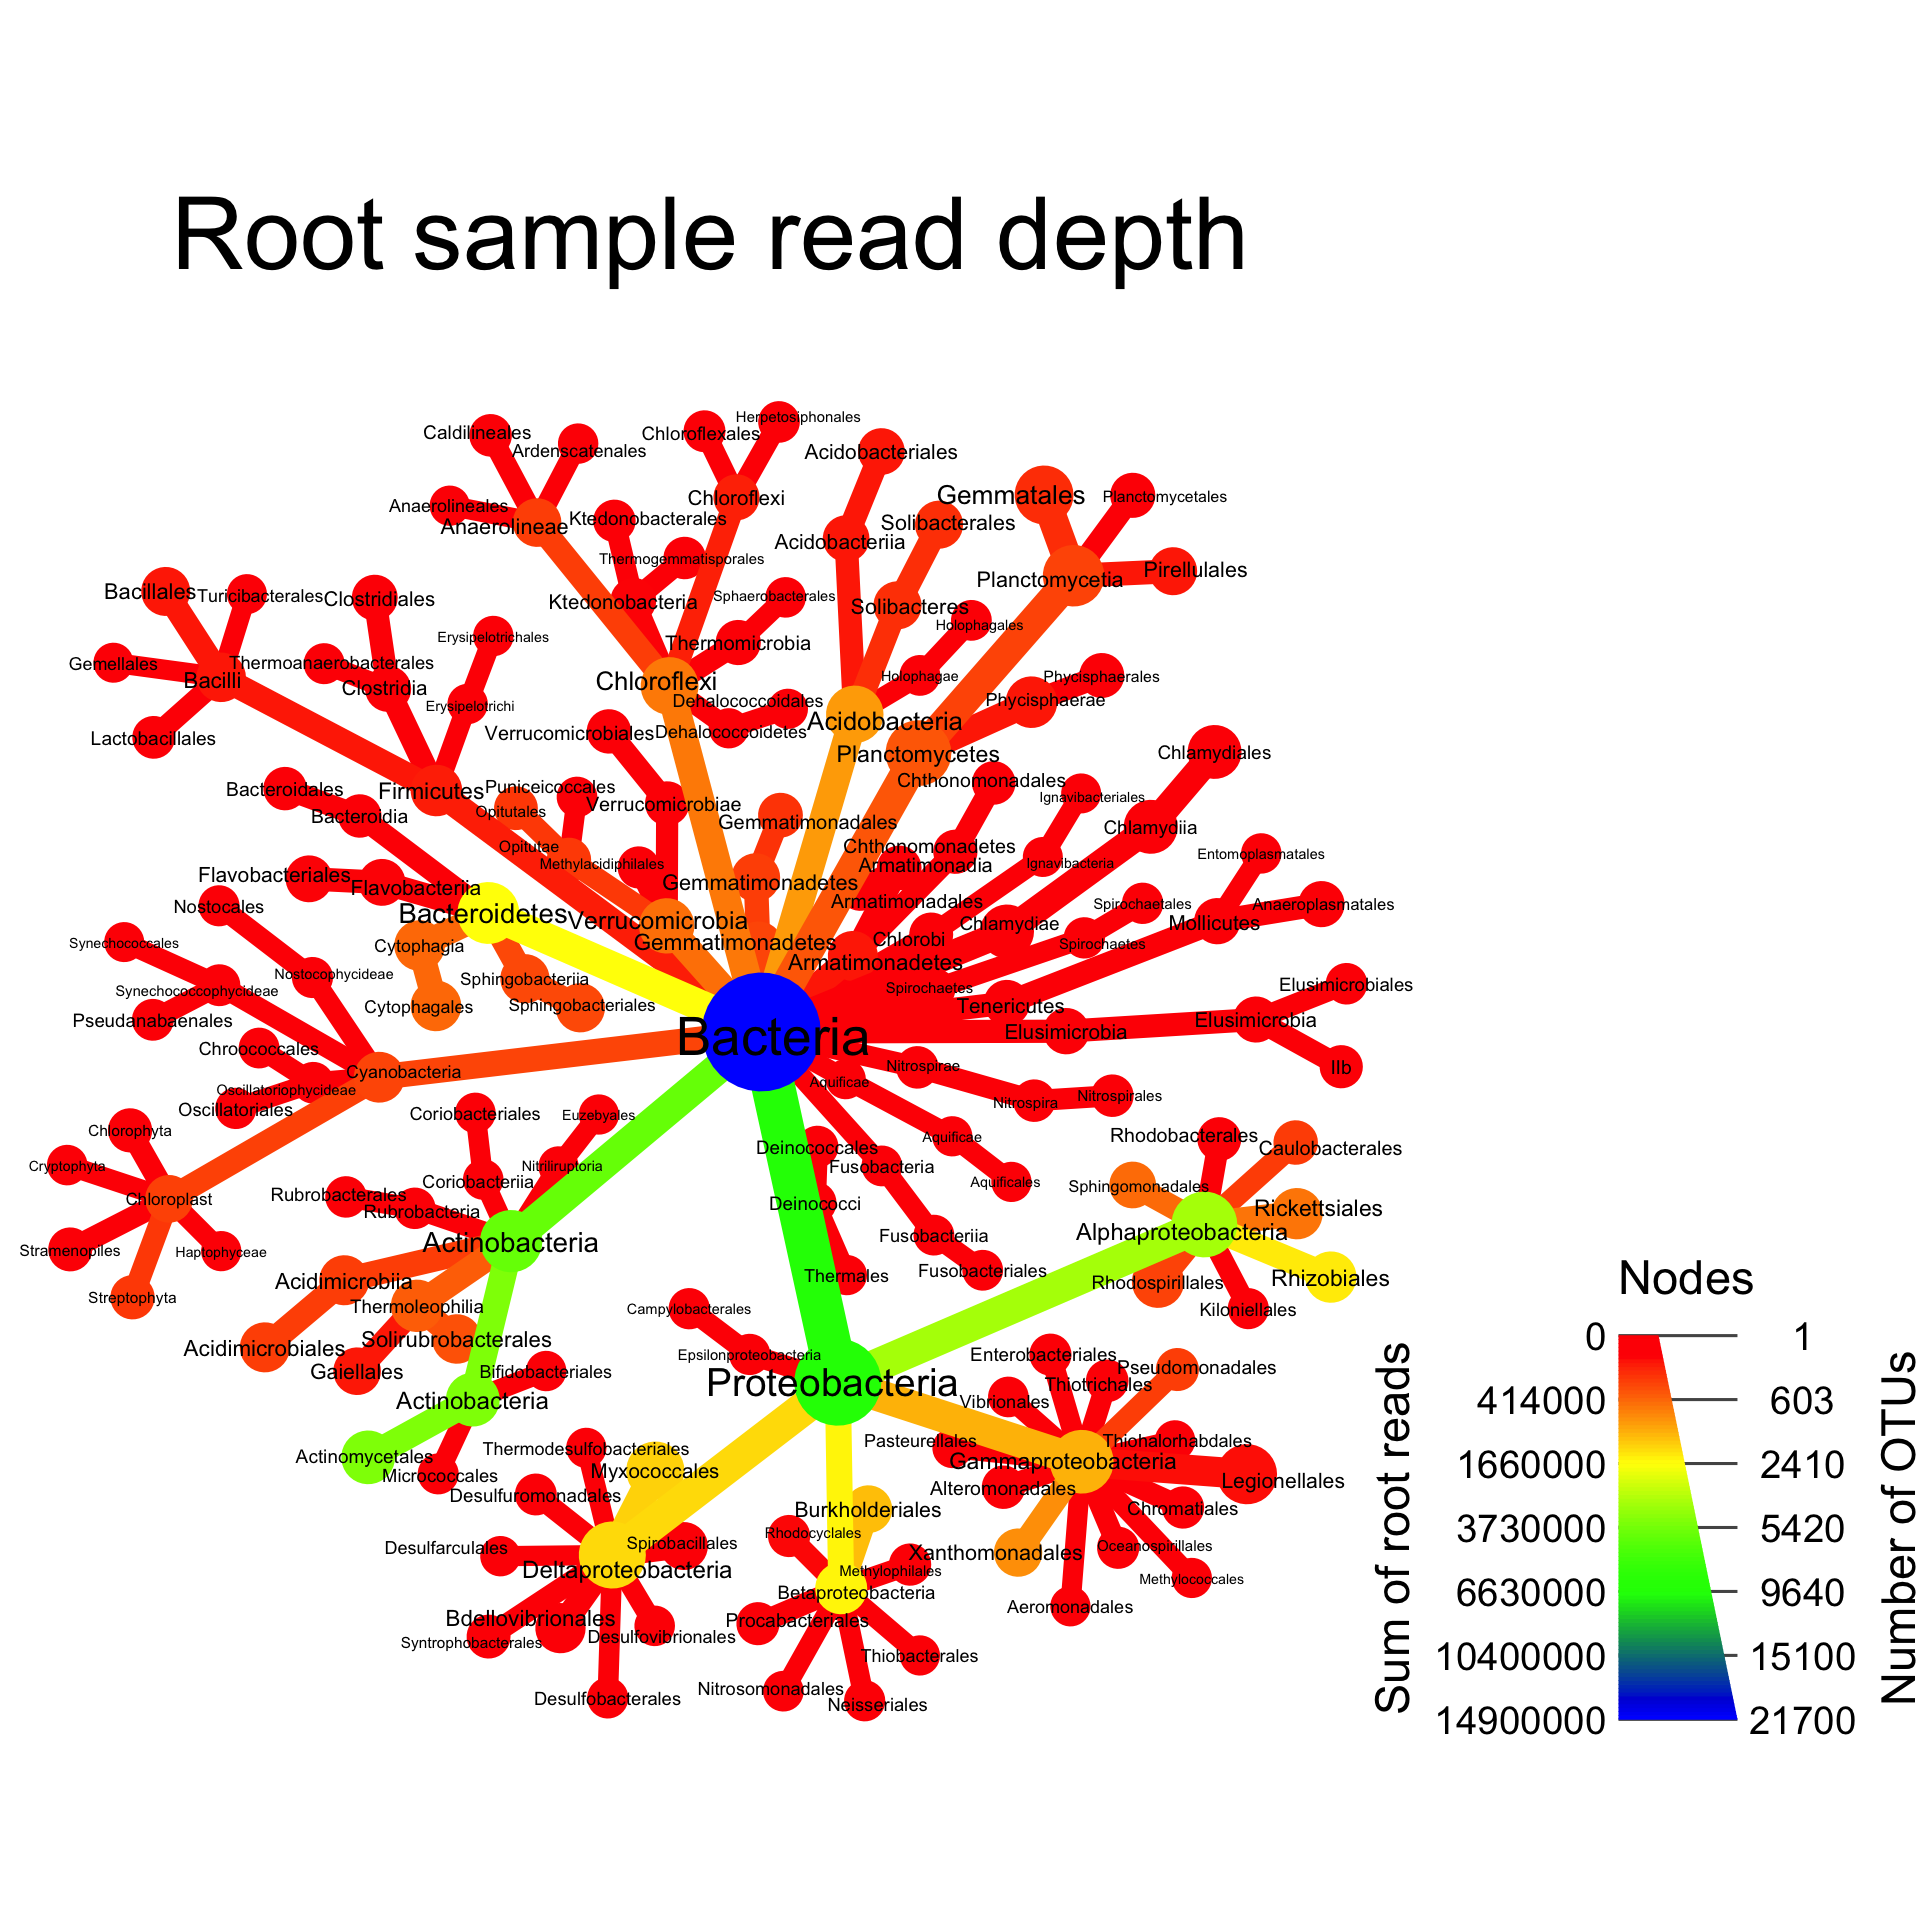 Root sample read depth
Herpetosiphonales
Caldilineales
Chloroflexales
Ardenscatenales
Acidobacteriales
Gemmatales
Planctomycetales
Chloroflexi
Anaerolineales
Anaerolineae
Ktedonobacterales
Solibacterales
Acidobacteriia
Thermogemmatisporales
Planctomycetia
Pirellulales
Bacillales
Turicibacterales
Clostridiales
Ktedonobacteria
Sphaerobacterales
Solibacteres
Holophagales
Erysipelotrichales
Thermomicrobia
Gemellales
Thermoanaerobacterales
Bacilli
Clostridia
Chloroflexi
Holophagae
Phycisphaerales
Erysipelotrichi
Dehalococcoidales
Phycisphaerae
Acidobacteria
Lactobacillales
Verrucomicrobiales
Dehalococcoidetes
Planctomycetes
Chlamydiales
Bacteroidales
Firmicutes
Puniceicoccales
Chthonomonadales
Ignavibacteriales
Bacteroidia
Opitutales
Verrucomicrobiae
Gemmatimonadales
Chlamydiia
Opitutae
Methylacidiphilales
Chthonomonadetes
Armatimonadia
Ignavibacteria
Entomoplasmatales
Flavobacteriales
Flavobacteriia
Gemmatimonadetes
Armatimonadales
Spirochaetales
Anaeroplasmatales
Nostocales
Bacteroidetes
Verrucomicrobia
Chlamydiae
Mollicutes
Synechococcales
Cytophagia
Gemmatimonadetes
Chlorobi
Spirochaetes
Armatimonadetes
Nostocophycideae
Sphingobacteriia
Spirochaetes
Elusimicrobiales
Synechococcophycideae
Cytophagales
Sphingobacteriales
Tenericutes
Pseudanabaenales
Bacteria
Elusimicrobia
Elusimicrobia
Chroococcales
Cyanobacteria
Nitrospirae
IIb
Oscillatoriophycideae
Aquificae
Oscillatoriales
Coriobacteriales
Euzebyales
Nitrospira
Nitrospirales
Chlorophyta
Deinococcales
Aquificae
Rhodobacterales
Caulobacterales
Cryptophyta
Nitriliruptoria
Fusobacteria
Coriobacteriia
Aquificales
Sphingomonadales
Chloroplast
Rubrobacterales
Rubrobacteria
Deinococci
Rickettsiales
Stramenopiles
Haptophyceae
Actinobacteria
Fusobacteriia
Alphaproteobacteria
Acidimicrobiia
Thermales
Fusobacteriales
Rhodospirillales
Rhizobiales
Nodes
Streptophyta
Thermoleophilia
Campylobacterales
Kiloniellales
Acidimicrobiales
Solirubrobacterales
Epsilonproteobacteria
Enterobacteriales
Pseudomonadales
Gaiellales
Bifidobacteriales
Proteobacteria
Thiotrichales
Actinobacteria
Vibrionales
Actinomycetales
Thermodesulfobacteriales
Pasteurellales
Thiohalorhabdales
Micrococcales
Myxococcales
Gammaproteobacteria
Legionellales
Desulfuromonadales
Alteromonadales
Burkholderiales
Chromatiales
Rhodocyclales
Desulfarculales
Spirobacillales
Xanthomonadales
Oceanospirillales
Deltaproteobacteria
Methylophilales
Methylococcales
Betaproteobacteria
Bdellovibrionales
Procabacteriales
Aeromonadales
Syntrophobacterales
Desulfovibrionales
Thiobacterales
Desulfobacterales
Nitrosomonadales
Neisseriales
Sum of root reads
0
414000
1660000
3730000
6630000
10400000
14900000
1
603
2410
5420
9640
15100
21700
Number of OTUs